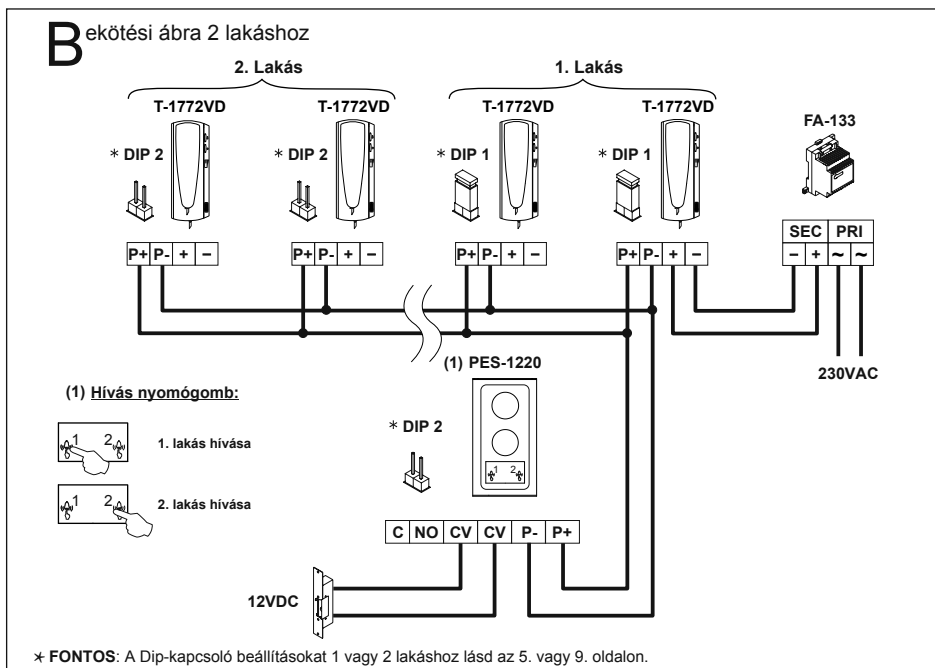 Bekötési ábra 2 lakáshoz
2. Lakás 1. Lakás
T-1772VD T-1772VD T-1772VD T-1772VD
FA-133
* DIP 2 * DIP 2 * DIP 1 * DIP 1
SEC PRI
P+ P- + – P+ P- + – P+ P- + – P+ P- + – – + ~ ~
230VAC
(1) PES-1220
(1) Hívás nyomógomb:
* DIP 2
1 2 1. lakás hívása
1 2
1 2 2. lakás hívása
C NO CV CV P- P+
12VDC
* FONTOS: A Dip-kapcsoló beállításokat 1 vagy 2 lakáshoz lásd az 5. vagy 9. oldalon.